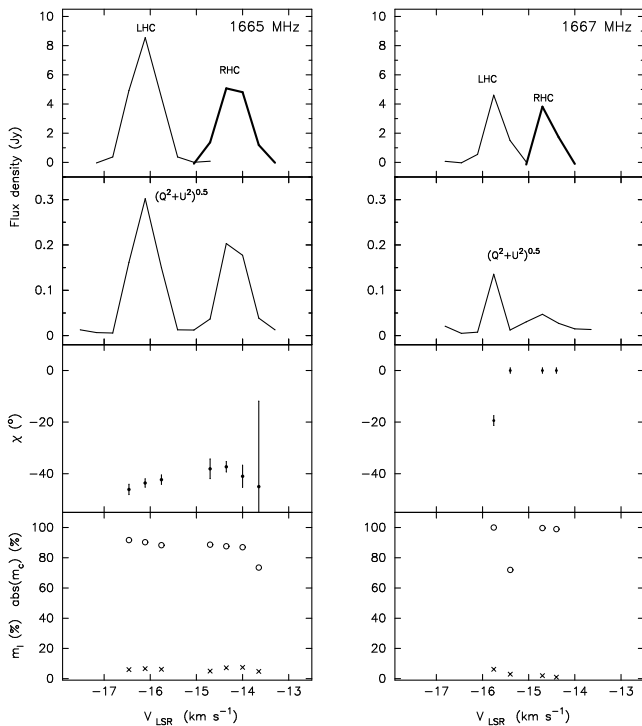 1665 MHz
LHC
RHC
Flux density (Jy)
10
8
6
4
2
0
1667 MHz
LHC
RHC
10
8
6
4
2
0
(Q²+U²)^0.5
0.3
0.2
0.1
0
(Q²+U²)^0.5
0.3
0.2
0.1
0
χ (°)
0
−20
−40
0
−20
−40
m_l (%) abs(m_c) (%)
100
80
60
40
20
0
100
80
60
40
20
0
−17 −16 −15 −14 −13
−17 −16 −15 −14 −13
V_LSR (km s⁻¹)
V_LSR (km s⁻¹)